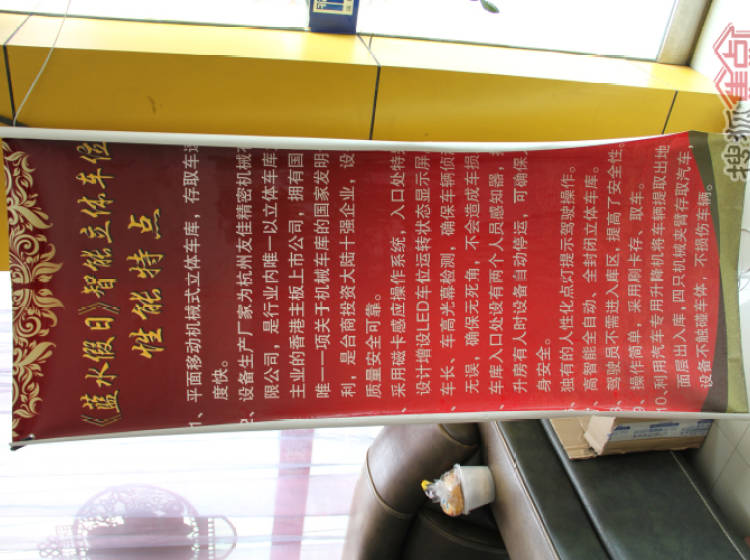 《蓝水假日》智能立体车位
性能特点
1、平面移动机械式立体车库，存取车速
度快。
2、设备生产厂家为杭州友佳精密机械有
限公司，是行业内唯一以立体车库
主业的香港主板上市公司，拥有国
唯一一项关于机械车库的国家发明
利，是台商投资大陆十强企业，设
质量安全可靠。
采用磁卡感应操作系统，入口处特
设计增设LED车位运转状态显示屏
车长、车高光幕检测，确保车辆侦
无误，确保无死角，不会造成车损
车库入口处设有两个人员感知器，
升房有人时设备自动停运，可确保
身安全。
独有的人性化点灯提示驾驶操作。
高智能全自动、全封闭立体车库。
8、驾驶员不需进入库区，提高了安全性。
9、操作简单，采用刷卡存、取车。
10、利用汽车专用升降机将车辆提取出地
面层出入库，四只机械夹臂存取汽车，
设备不触碰车体，不损伤车辆。
搜狐焦点